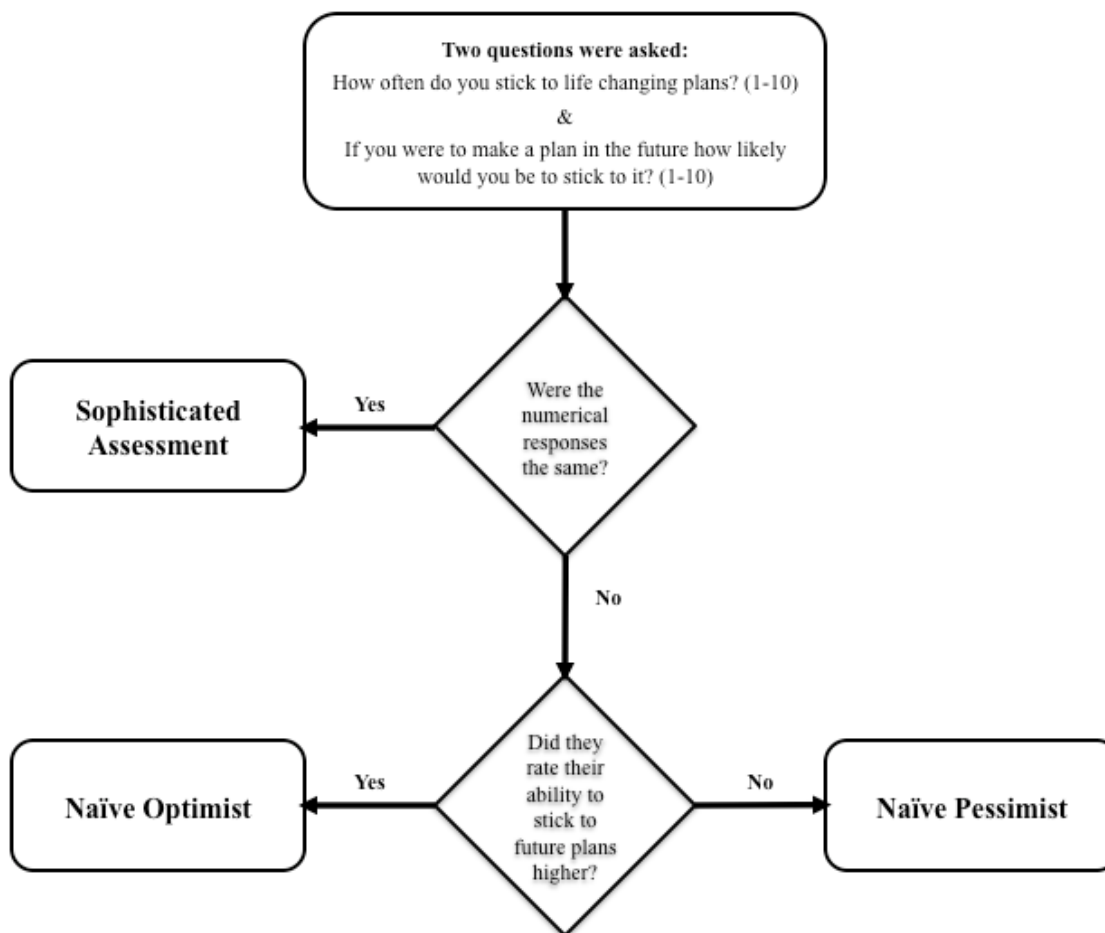 Two questions were asked:
How often do you stick to life changing plans? (1-10)
&
If you were to make a plan in the future how likely
would you be to stick to it? (1-10)
Were the
numerical
responses
the same?
Yes
Sophisticated
Assessment
No
Did they
rate their
ability to
stick to
future plans
higher?
Yes
Naïve Optimist
No
Naïve Pessimist